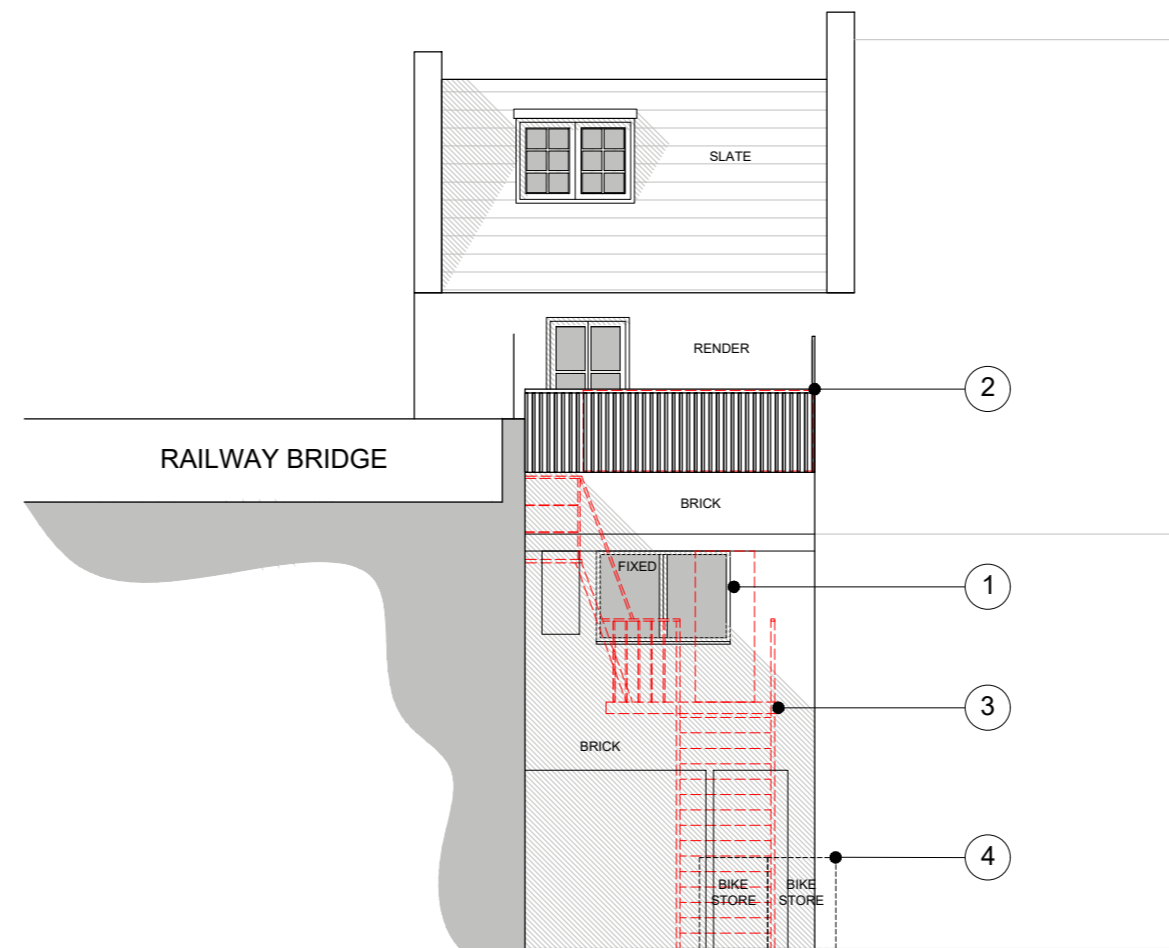 SLATE
RENDER
2
RAILWAY BRIDGE
BRICK
FIXED
1
3
BRICK
4
BIKE
STORE
BIKE
STORE